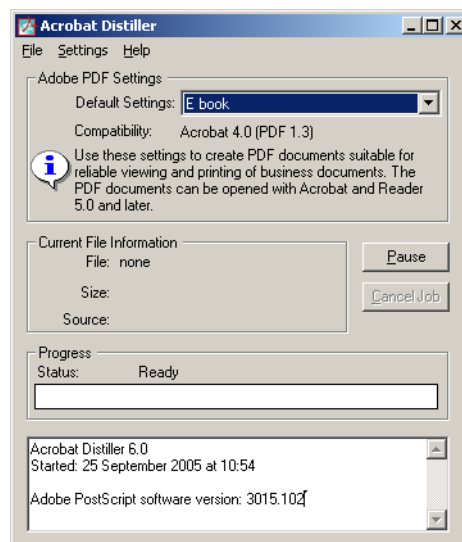 Acrobat Distiller
File Settings Help
Adobe PDF Settings
Default Settings: E book
Compatibility: Acrobat 4.0 (PDF 1.3)
Use these settings to create PDF documents suitable for
reliable viewing and printing of business documents. The
PDF documents can be opened with Acrobat and Reader
5.0 and later.
Current File Information
File: none
Size:
Source:
Pause
Cancel Job
Progress
Status: Ready
Acrobat Distiller 6.0
Started: 25 September 2005 at 10:54
Adobe PostScript software version: 3015.102